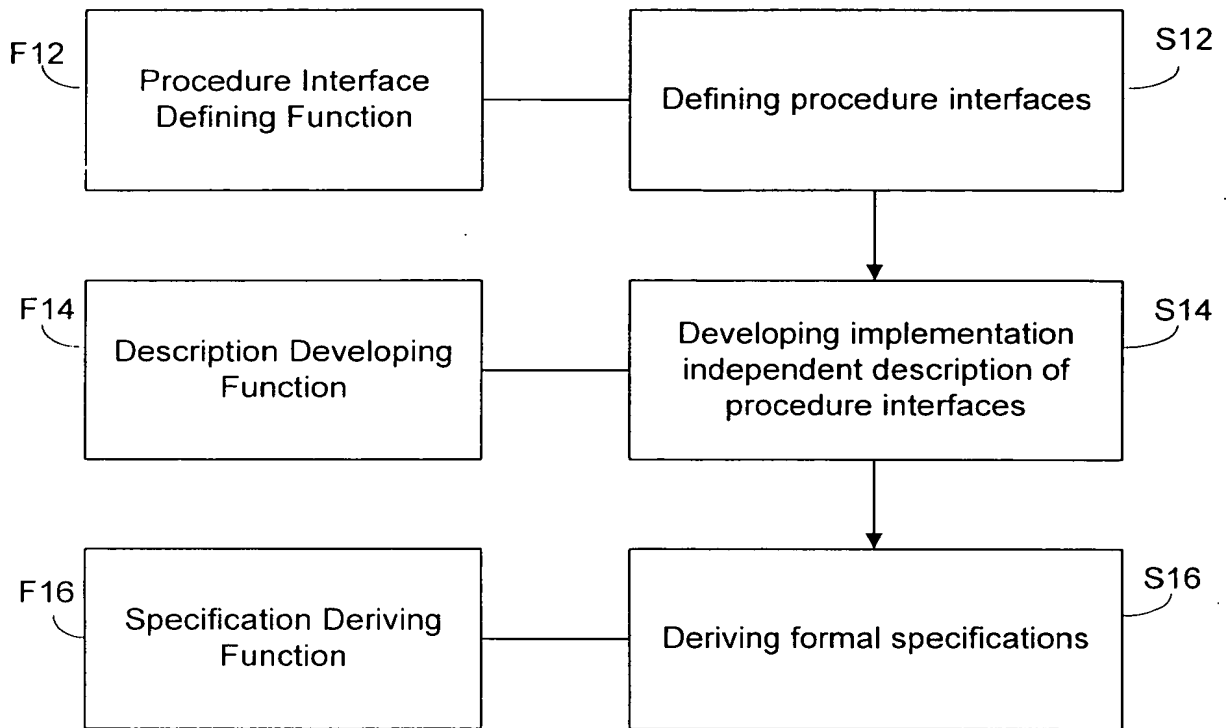 F12
Procedure Interface
Defining Function
Defining procedure interfaces
S12
F14
Description Developing
Function
Developing implementation
independent description of
procedure interfaces
S14
F16
Specification Deriving
Function
Deriving formal specifications
S16